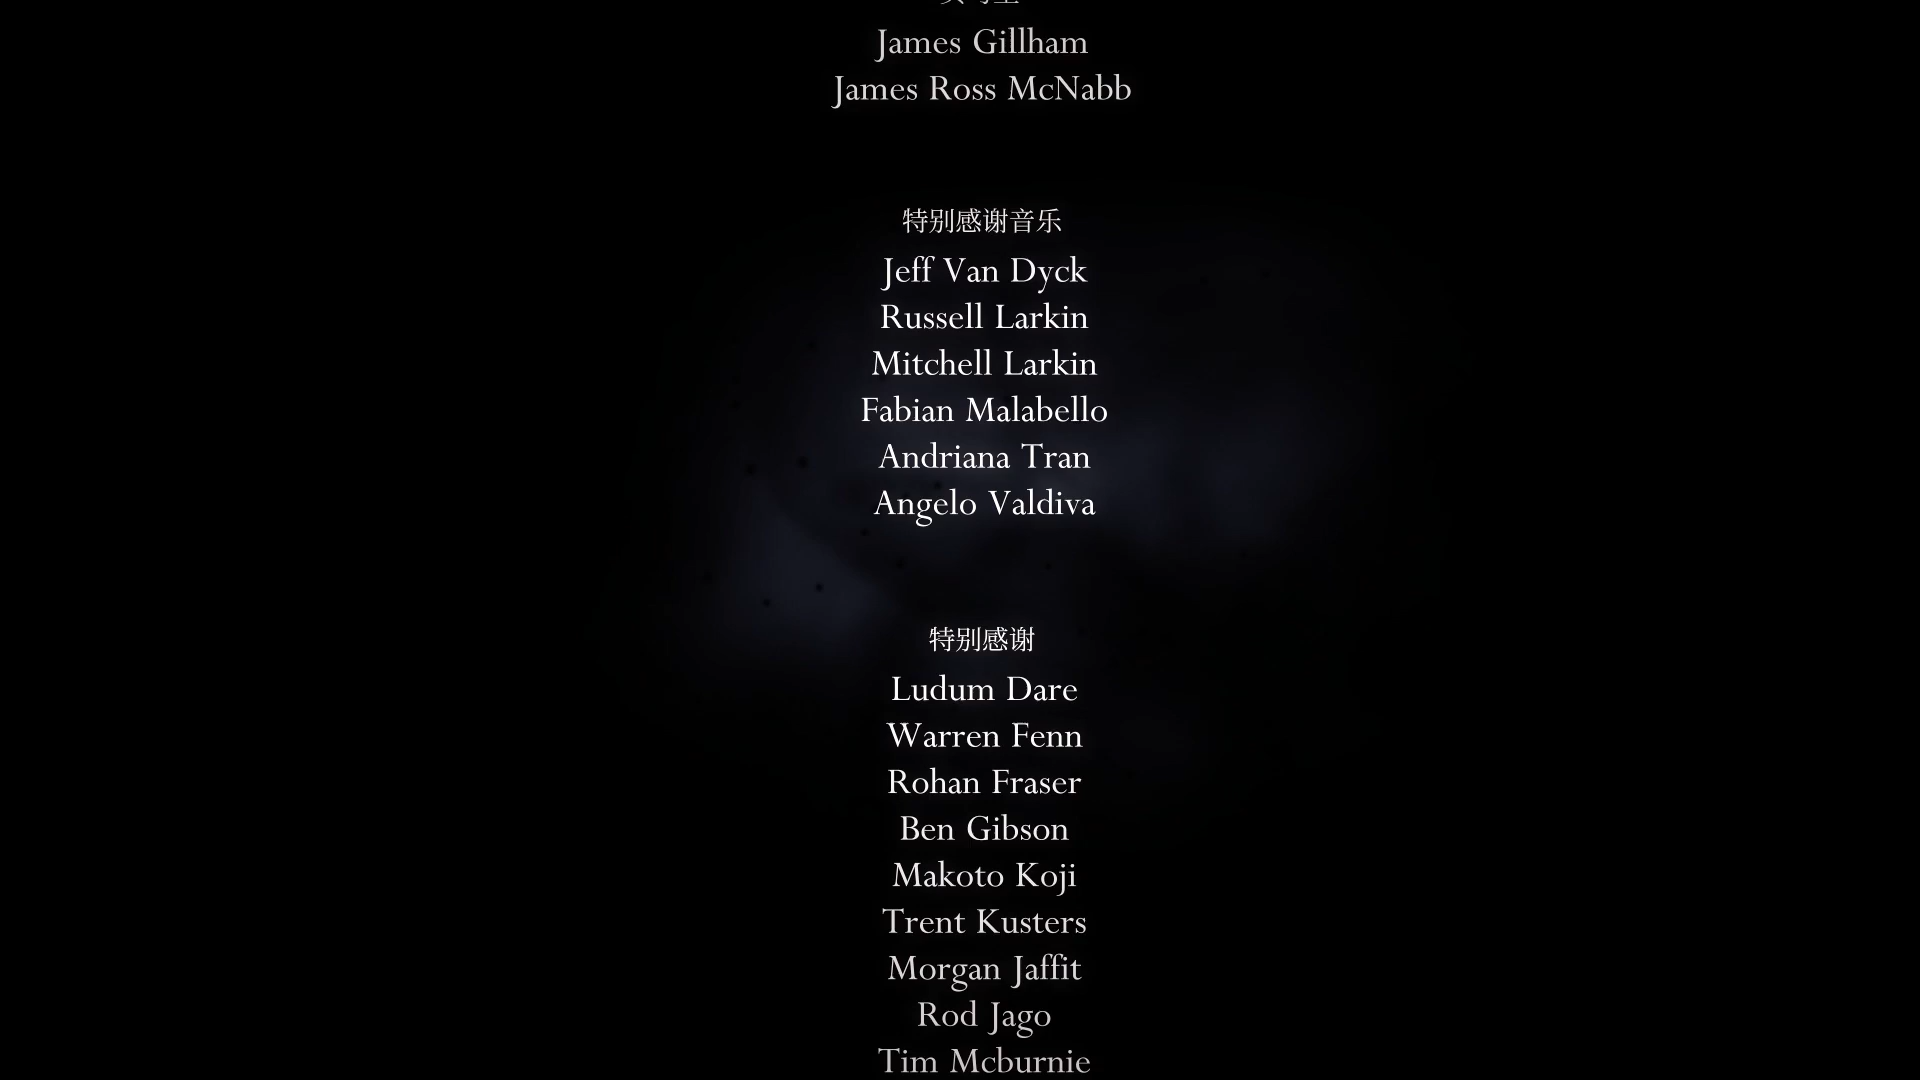 James Gillham
James Ross McNabb
特别感谢音乐
Jeff Van Dyck
Russell Larkin
Mitchell Larkin
Fabian Malabello
Andriana Tran
Angelo Valdiva
特别感谢
Ludum Dare
Warren Fenn
Rohan Fraser
Ben Gibson
Makoto Koji
Trent Kusters
Morgan Jaffit
Rod Jago
Tim Mcburnie